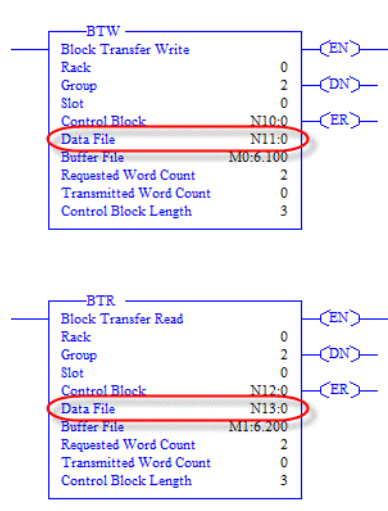 BTW
Block Transfer Write (EN)
Rack 0
Group 2 (DN)
Slot 0
Control Block N10:0 (ER)
Data File N11:0
Buffer File M0:6.100
Requested Word Count 2
Transmitted Word Count 0
Control Block Length 3
BTR
Block Transfer Read (EN)
Rack 0
Group 2 (DN)
Slot 0
Control Block N12:0 (ER)
Data File N13:0
Buffer File M1:6.200
Requested Word Count 2
Transmitted Word Count 0
Control Block Length 3